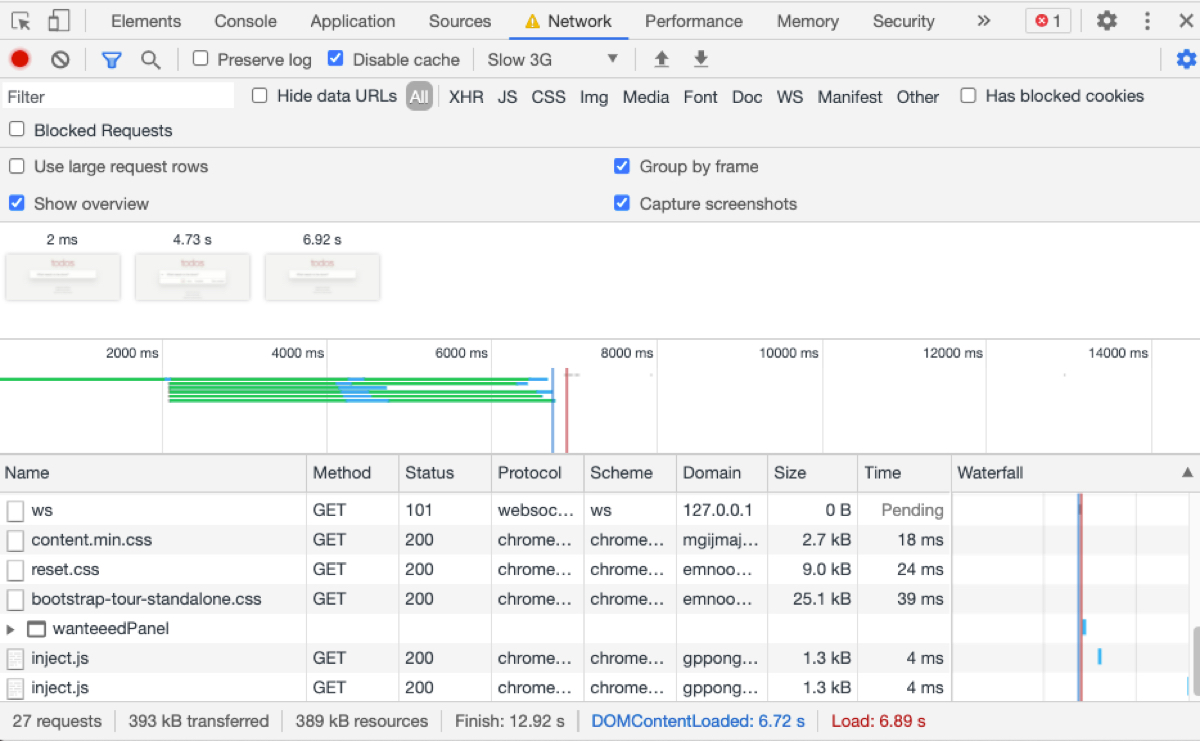 Elements Console Application Sources Network Performance Memory Security » 1
Preserve log Disable cache Slow 3G
Filter Hide data URLs All XHR JS CSS Img Media Font Doc WS Manifest Other Has blocked cookies
Blocked Requests
Use large request rows Group by frame
Show overview Capture screenshots
2 ms 4.73 s 6.92 s
todos todos todos
2000 ms 4000 ms 6000 ms 8000 ms 10000 ms 12000 ms 14000 ms
Name Method Status Protocol Scheme Domain Size Time Waterfall
ws GET 101 websoc... ws 127.0.0.1 0 B Pending
content.min.css GET 200 chrome... chrome... mgijmaj... 2.7 kB 18 ms
reset.css GET 200 chrome... chrome... emnoo... 9.0 kB 24 ms
bootstrap-tour-standalone.css GET 200 chrome... chrome... emnoo... 25.1 kB 39 ms
wanteeedPanel
inject.js GET 200 chrome... chrome... gppong... 1.3 kB 4 ms
inject.js GET 200 chrome... chrome... gppong... 1.3 kB 4 ms
27 requests 393 kB transferred 389 kB resources Finish: 12.92 s DOMContentLoaded: 6.72 s Load: 6.89 s